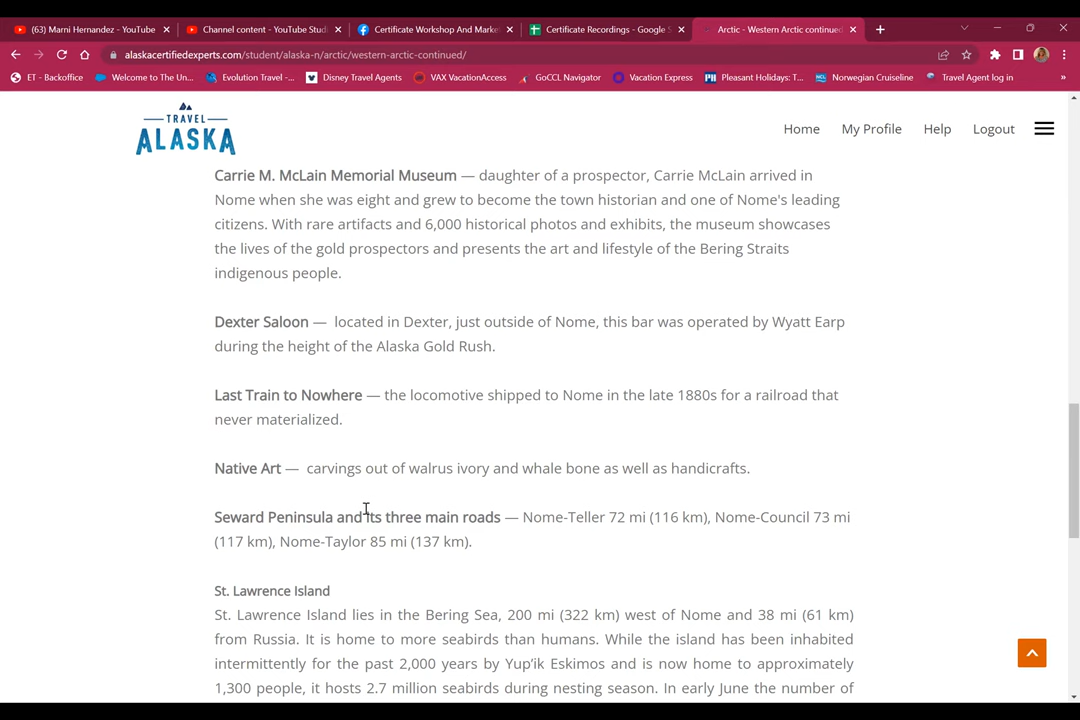 (63) Marni Hernandez - YouTube
Channel content - YouTube Studi
Certificate Workshop And Marke
Certificate Recordings - Google S
Arctic - Western Arctic continued
alaskacertifiedexperts.com/student/alaska-n/arctic/western-arctic-continued/
ET - Backoffice
Welcome to The Un...
Evolution Travel -...
Disney Travel Agents
VAX VacationAccess
GoCCL Navigator
Vacation Express
Pleasant Holidays: T...
Norwegian Cruiseline
Travel Agent log in
TRAVEL
ALASKA
Home
My Profile
Help
Logout
Carrie M. McLain Memorial Museum — daughter of a prospector, Carrie McLain arrived in
Nome when she was eight and grew to become the town historian and one of Nome's leading
citizens. With rare artifacts and 6,000 historical photos and exhibits, the museum showcases
the lives of the gold prospectors and presents the art and lifestyle of the Bering Straits
indigenous people.
Dexter Saloon — located in Dexter, just outside of Nome, this bar was operated by Wyatt Earp
during the height of the Alaska Gold Rush.
Last Train to Nowhere — the locomotive shipped to Nome in the late 1880s for a railroad that
never materialized.
Native Art — carvings out of walrus ivory and whale bone as well as handicrafts.
Seward Peninsula and its three main roads — Nome-Teller 72 mi (116 km), Nome-Council 73 mi
(117 km), Nome-Taylor 85 mi (137 km).
St. Lawrence Island
St. Lawrence Island lies in the Bering Sea, 200 mi (322 km) west of Nome and 38 mi (61 km)
from Russia. It is home to more seabirds than humans. While the island has been inhabited
intermittently for the past 2,000 years by Yup'ik Eskimos and is now home to approximately
1,300 people, it hosts 2.7 million seabirds during nesting season. In early June the number of